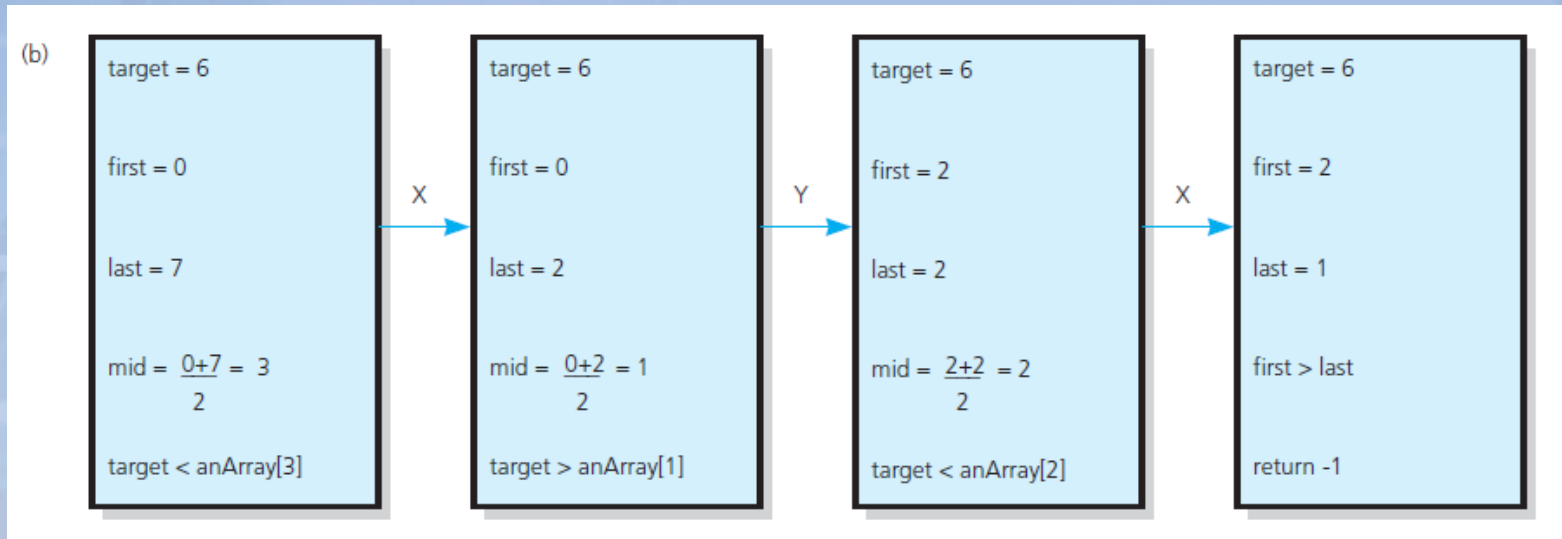 (b)
target = 6
first = 0
last = 7
mid = 0+7 = 3
2
target < anArray[3]
X
target = 6
first = 0
last = 2
mid = 0+2 = 1
2
target > anArray[1]
Y
target = 6
first = 2
last = 2
mid = 2+2 = 2
2
target < anArray[2]
X
target = 6
first = 2
last = 1
first > last
return -1